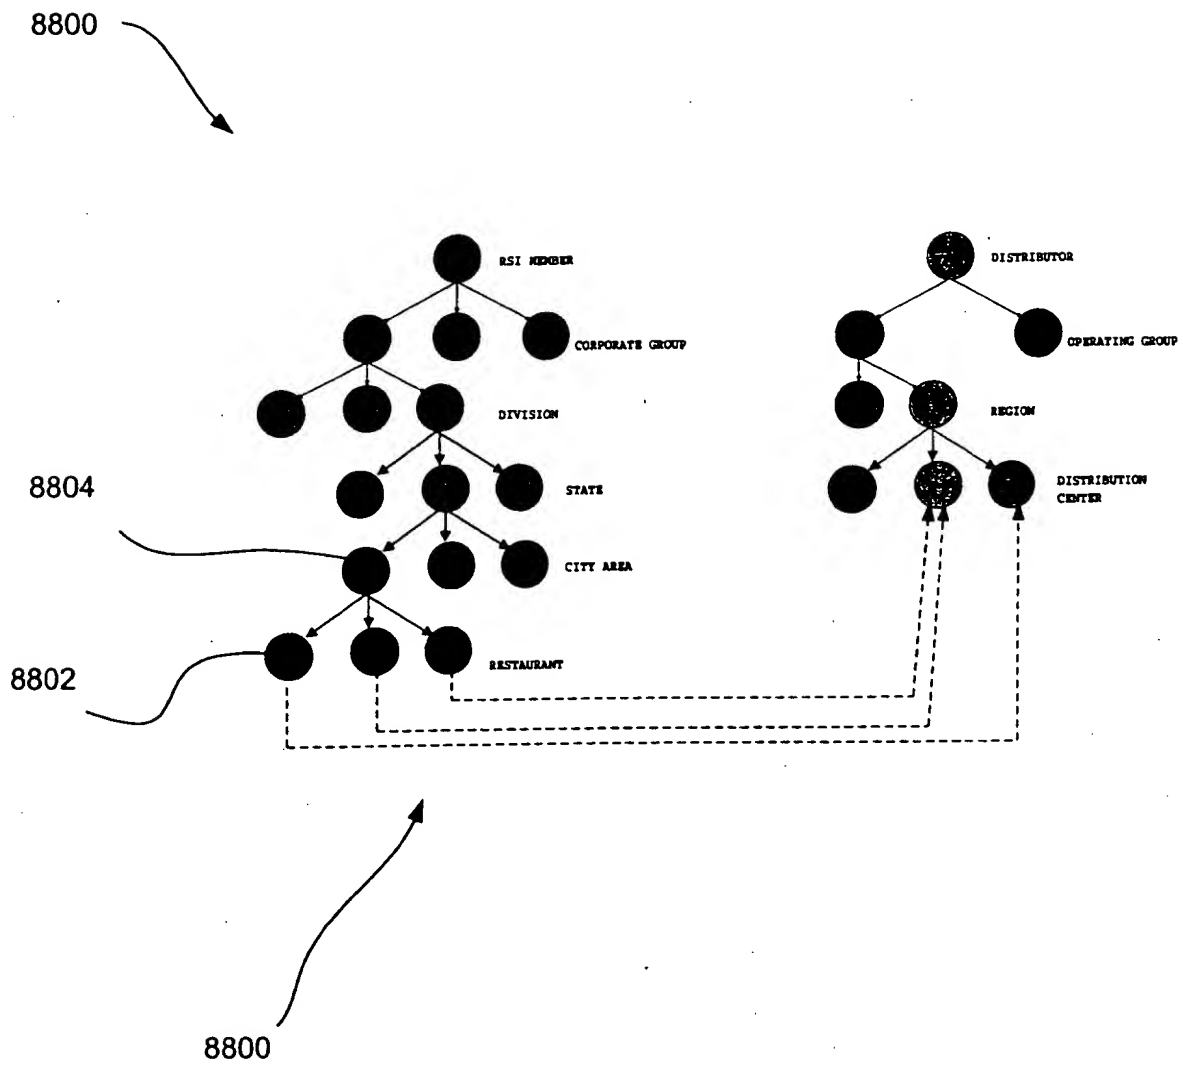 8800
RSI MEMBER
DISTRIBUTOR
CORPORATE GROUP
OPERATING GROUP
DIVISION
REGION
8804
STATE
DISTRIBUTION
CENTER
CITY AREA
RESTAURANT
8802
8800